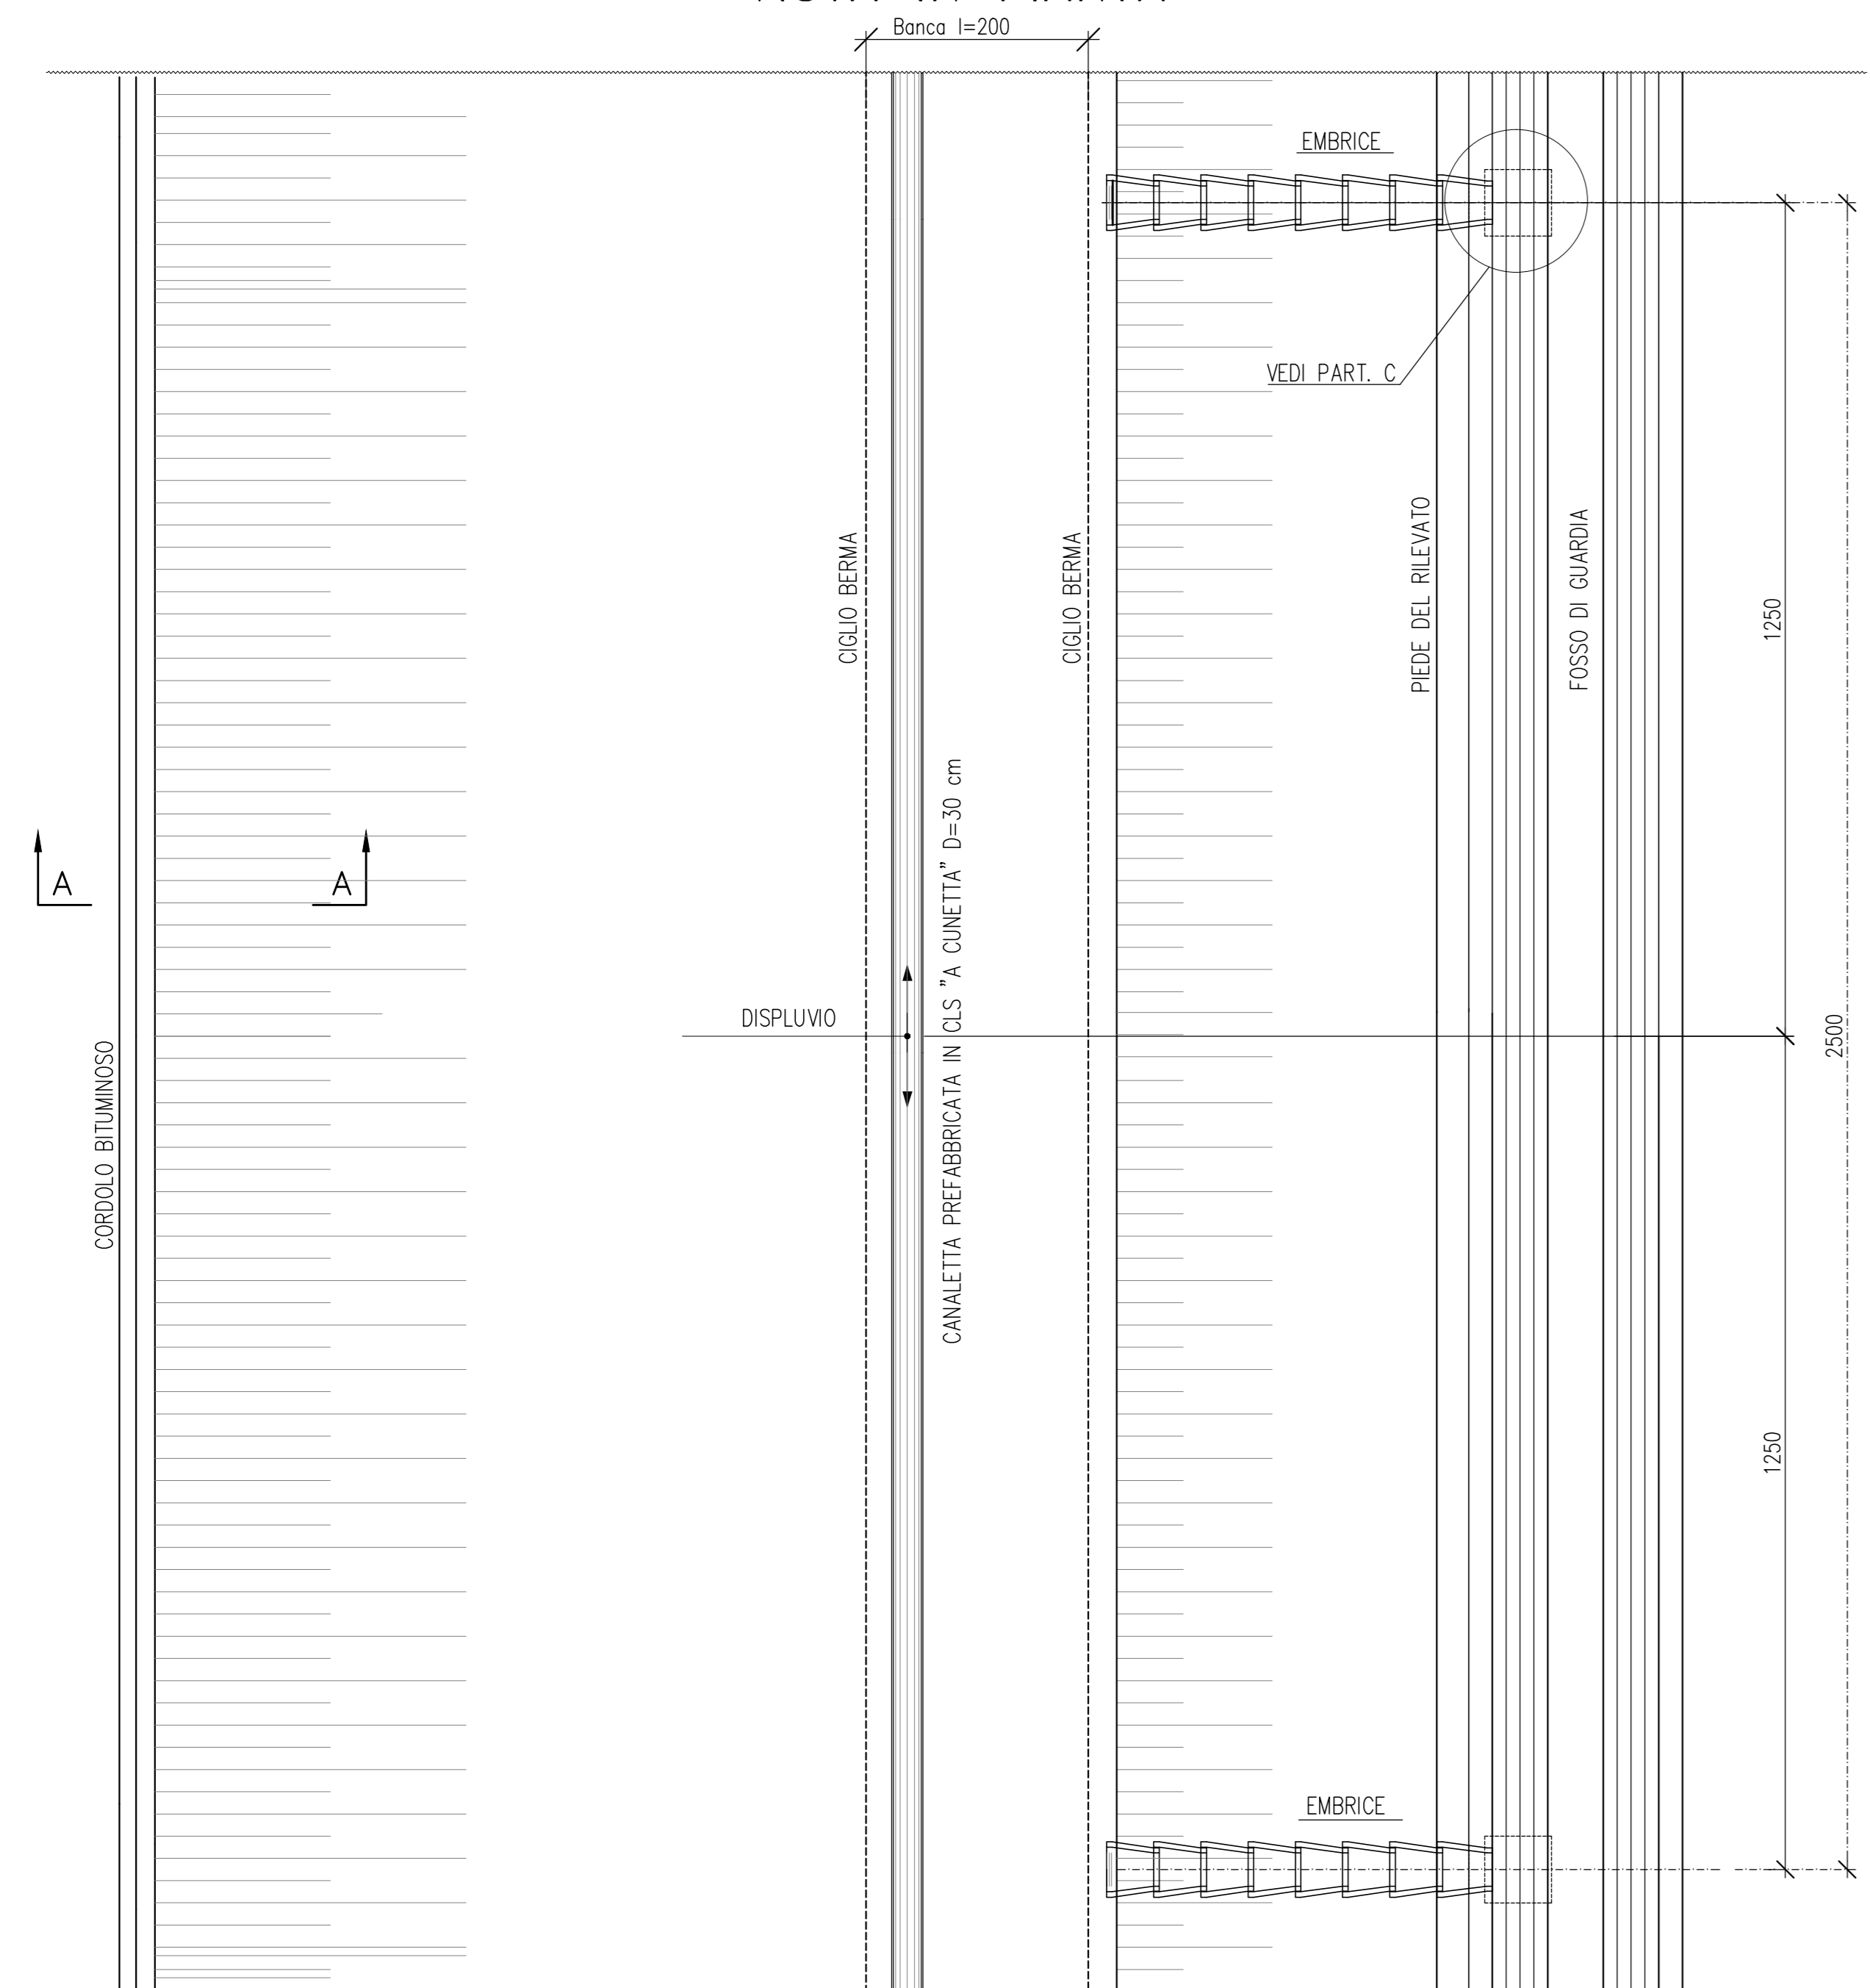 Banca l=200
EMBRICE
VEDI PART. C
CIGLIO BERMA
CIGLIO BERMA
PIEDE DEL RILEVATO
FOSSO DI GUARDIA
1250
A
A
CANALETTA PREFABBRICATA IN CLS "A CUNETTA" D=30 cm
DISPLUVIO
2500
CORDOLO BITUMINOSO
1250
EMBRICE